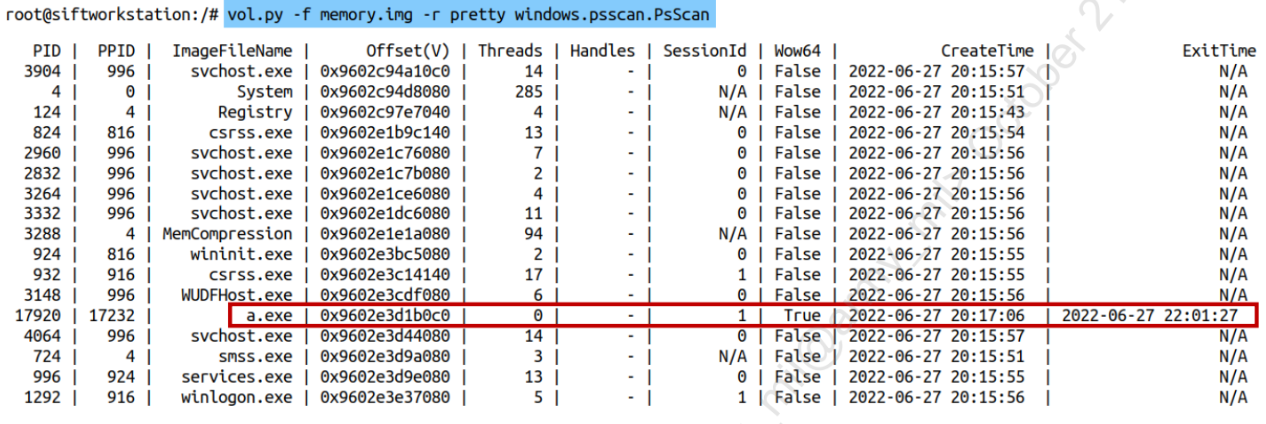 root@siftworkstation:/# vol.py -f memory.img -r pretty windows.psscan.PsScan
PID | PPID | ImageFileName | Offset(V) | Threads | Handles | SessionId | Wow64 | CreateTime | ExitTime
3904 | 996 | svchost.exe | 0x9602c94a10c0 | 14 | - | 0 | False | 2022-06-27 20:15:57 | N/A
4 | 0 | System | 0x9602c94d8080 | 285 | - | N/A | False | 2022-06-27 20:15:51 | N/A
124 | 4 | Registry | 0x9602c97e7040 | 4 | - | N/A | False | 2022-06-27 20:15:43 | N/A
824 | 816 | csrss.exe | 0x9602e1b9c140 | 13 | - | 0 | False | 2022-06-27 20:15:54 | N/A
2960 | 996 | svchost.exe | 0x9602e1c76080 | 7 | - | 0 | False | 2022-06-27 20:15:56 | N/A
2832 | 996 | svchost.exe | 0x9602e1c7b080 | 2 | - | 0 | False | 2022-06-27 20:15:56 | N/A
3264 | 996 | svchost.exe | 0x9602e1ce6080 | 4 | - | 0 | False | 2022-06-27 20:15:56 | N/A
3332 | 996 | svchost.exe | 0x9602e1dc6080 | 11 | - | 0 | False | 2022-06-27 20:15:56 | N/A
3288 | 4 | MemCompression | 0x9602e1e1a080 | 94 | - | N/A | False | 2022-06-27 20:15:56 | N/A
924 | 816 | wininit.exe | 0x9602e3bc5080 | 2 | - | 0 | False | 2022-06-27 20:15:55 | N/A
932 | 916 | csrss.exe | 0x9602e3c14140 | 17 | - | 1 | False | 2022-06-27 20:15:55 | N/A
3148 | 996 | WUDFHost.exe | 0x9602e3cdf080 | 6 | - | 0 | False | 2022-06-27 20:15:56 | N/A
17920 | 17232 | a.exe | 0x9602e3d1b0c0 | 0 | - | 1 | True | 2022-06-27 20:17:06 | 2022-06-27 22:01:27
4064 | 996 | svchost.exe | 0x9602e3d44080 | 14 | - | 0 | False | 2022-06-27 20:15:57 | N/A
724 | 4 | smss.exe | 0x9602e3d9a080 | 3 | - | N/A | False | 2022-06-27 20:15:51 | N/A
996 | 924 | services.exe | 0x9602e3d9e080 | 13 | - | 0 | False | 2022-06-27 20:15:55 | N/A
1292 | 916 | winlogon.exe | 0x9602e3e37080 | 5 | - | 1 | False | 2022-06-27 20:15:56 | N/A